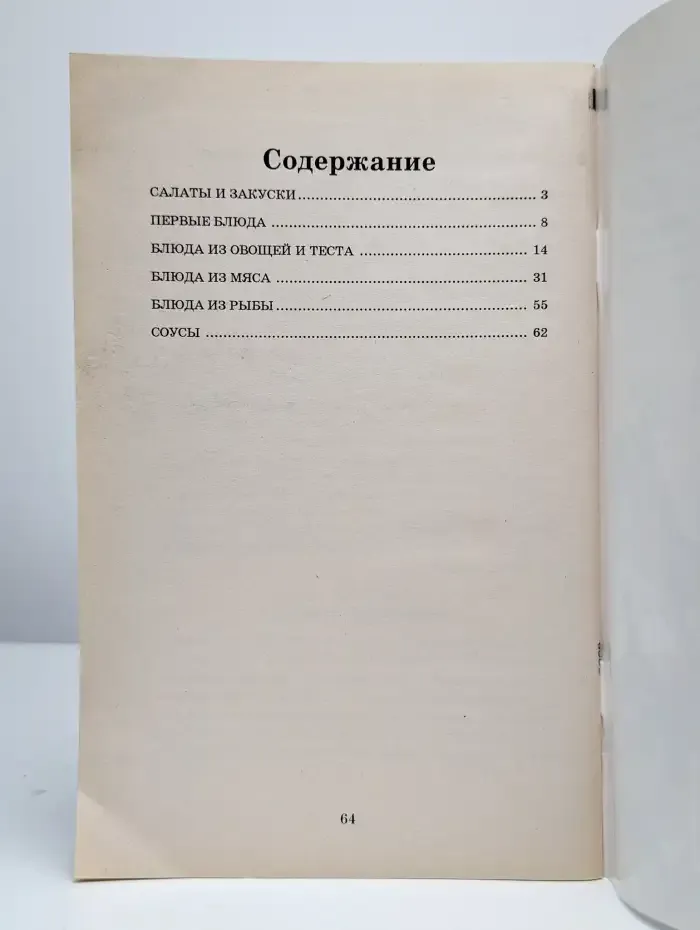 Содержание
САЛАТЫ И ЗАКУСКИ........................................................ 3
ПЕРВЫЕ БЛЮДА ............................................................. 8
БЛЮДА ИЗ ОВОЩЕЙ И ТЕСТА ...................................... 14
БЛЮДА ИЗ МЯСА ........................................................... 31
БЛЮДА ИЗ РЫБЫ........................................................... 55
СОУСЫ ............................................................................ 62
64